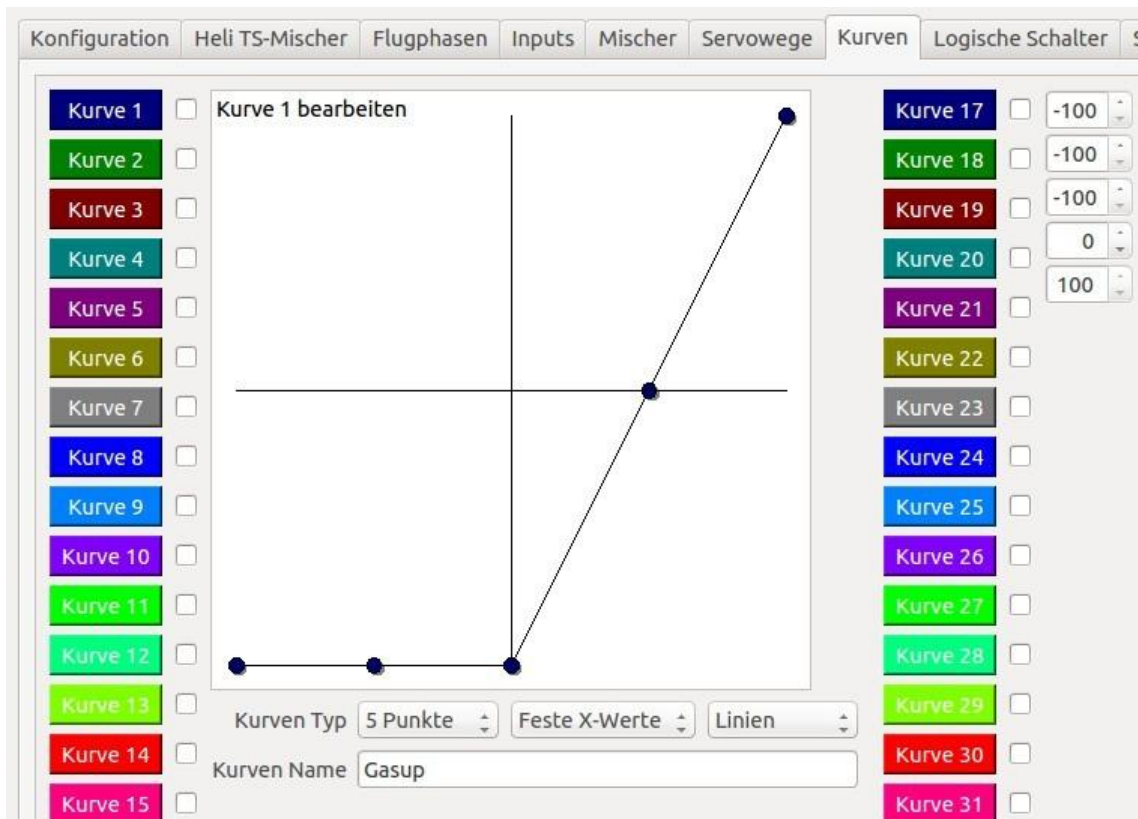 Konfiguration Heli TS-Mischer Flugphasen Inputs Mischer Servowege Kurven Logische Schalter
Kurve 1 Kurve 1 bearbeiten Kurve 17 -100
Kurve 2 Kurve 18 -100
Kurve 3 Kurve 19 -100
Kurve 4 Kurve 20 0
Kurve 5 Kurve 21 100
Kurve 6 Kurve 22
Kurve 7 Kurve 23
Kurve 8 Kurve 24
Kurve 9 Kurve 25
Kurve 10 Kurve 26
Kurve 11 Kurve 27
Kurve 12 Kurve 28
Kurve 13 Kurven Typ 5 Punkte Feste X-Werte Linien Kurve 29
Kurve 14 Kurven Name Gasup Kurve 30
Kurve 15 Kurve 31